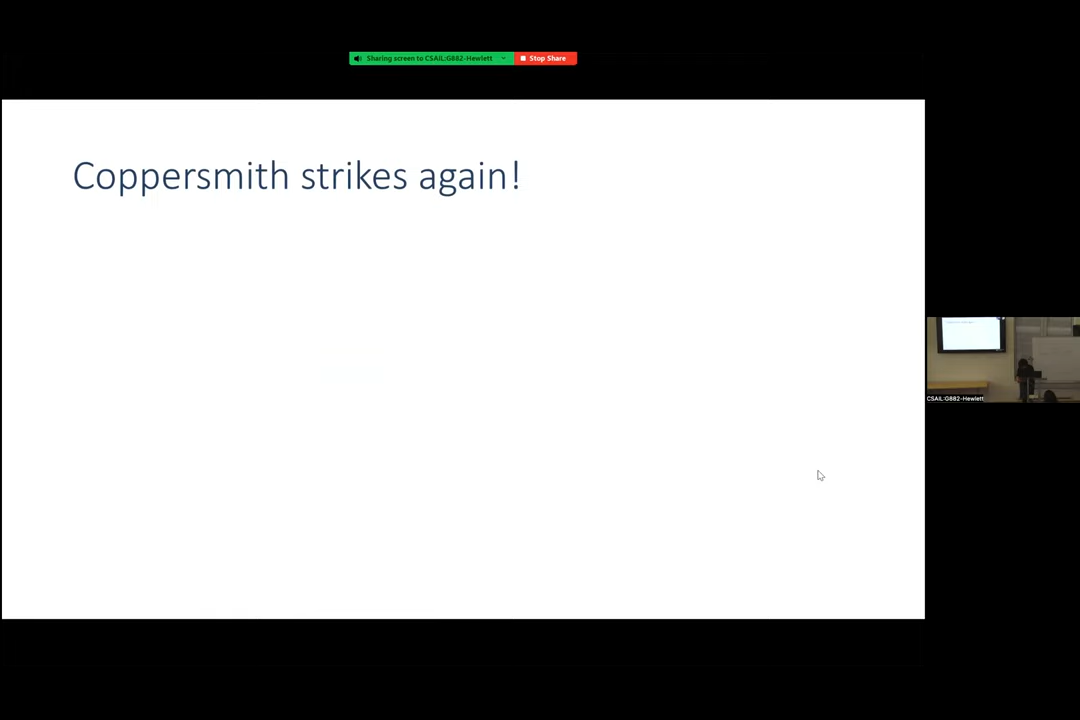 Sharing screen to CSAIL:G882-Hewlett
Stop Share
Coppersmith strikes again!
CSAIL:G882-Hewlett